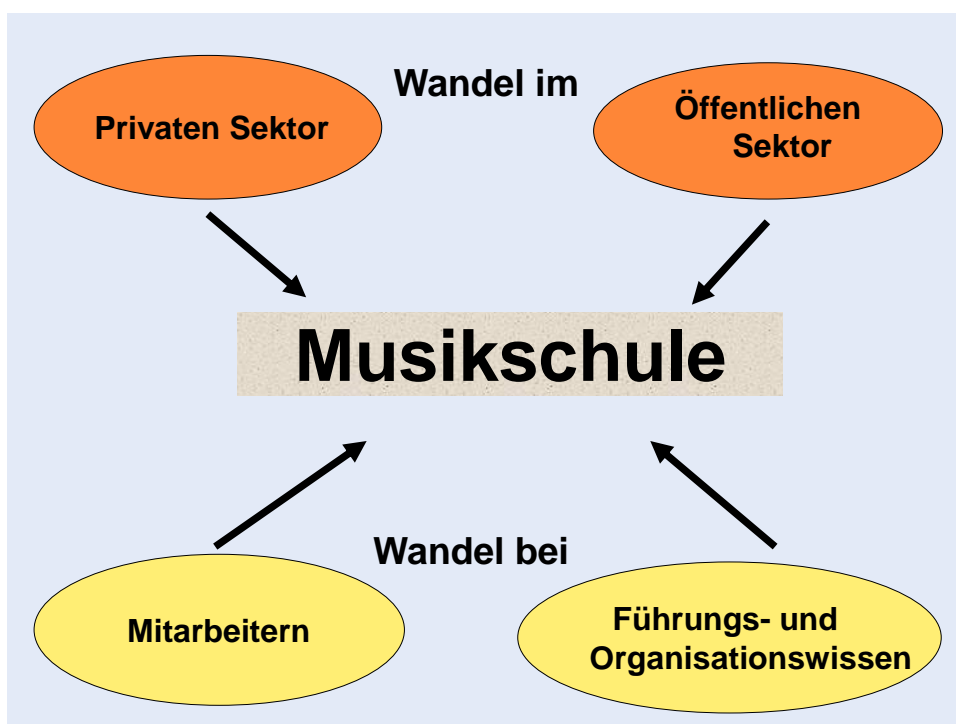 Wandel im
Privaten Sektor
Öffentlichen
Sektor
Musikschule
Wandel bei
Mitarbeitern
Führungs- und
Organisationswissen